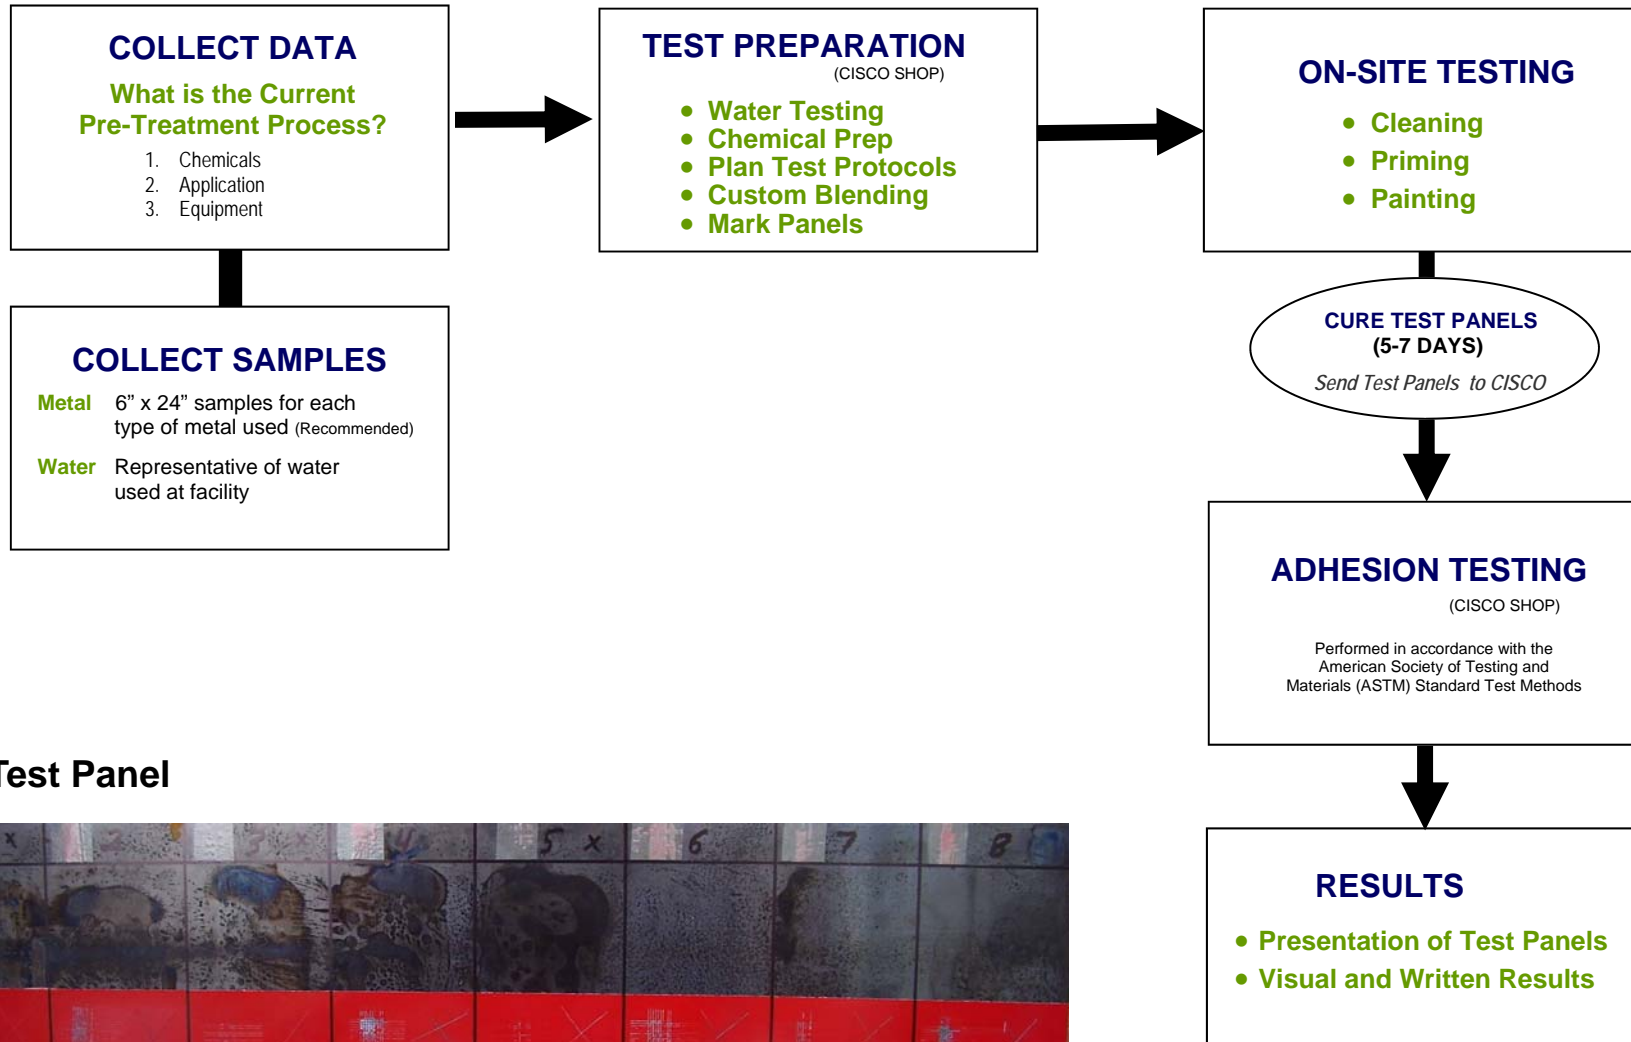 COLLECT DATA
What is the Current
Pre-Treatment Process?
1. Chemicals
2. Application
3. Equipment
COLLECT SAMPLES
Metal 6” x 24” samples for each
type of metal used (Recommended)
Water Representative of water
used at facility
TEST PREPARATION
(CISCO SHOP)
• Water Testing
• Chemical Prep
• Plan Test Protocols
• Custom Blending
• Mark Panels
ON-SITE TESTING
• Cleaning
• Priming
• Painting
CURE TEST PANELS
(5-7 DAYS)
Send Test Panels to CISCO
ADHESION TESTING
(CISCO SHOP)
Performed in accordance with the
American Society of Testing and
Materials (ASTM) Standard Test Methods
RESULTS
• Presentation of Test Panels
• Visual and Written Results
Test Panel
x 2 3 x 4 5 x 6 7 8